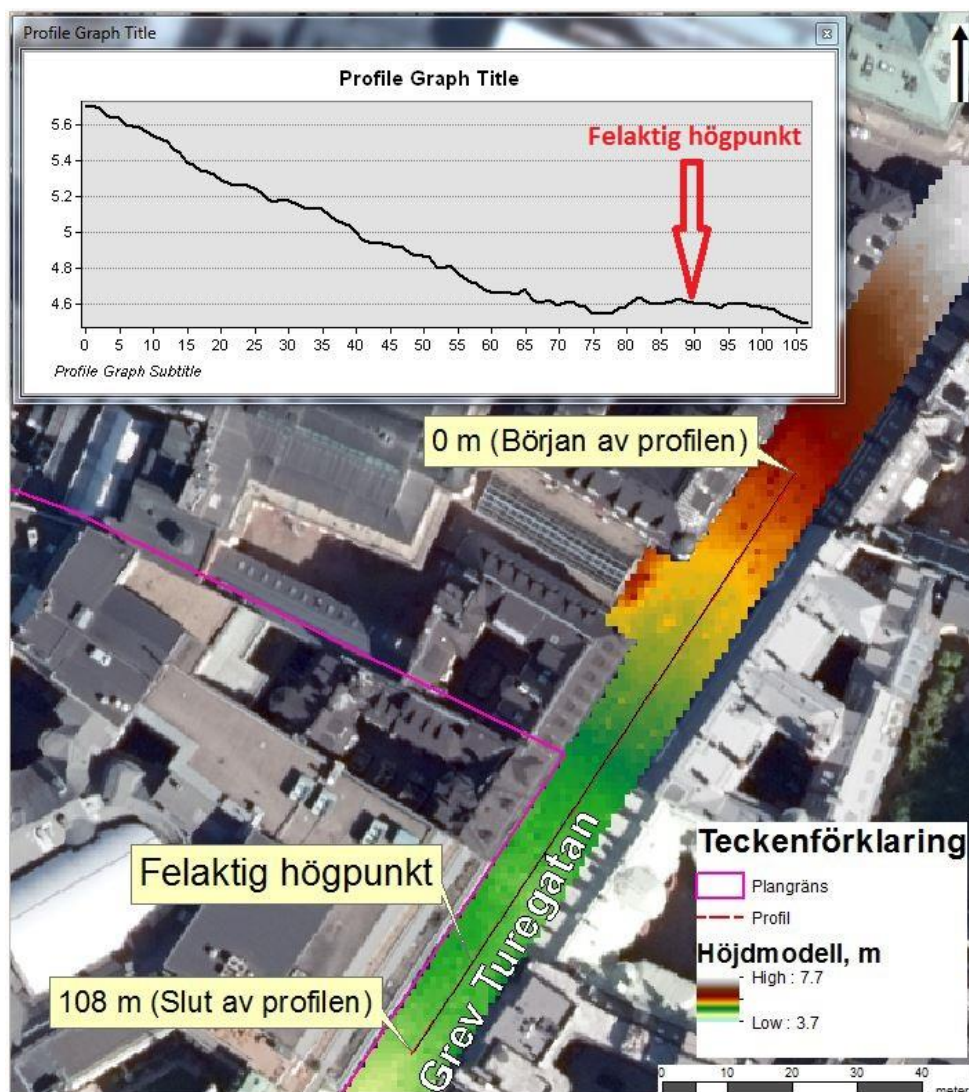 Profile Graph Title
Profile Graph Title
Felaktig högpunkt
5.6
5.4
5.2
5
4.8
4.6
0 5 10 15 20 25 30 35 40 45 50 55 60 65 70 75 80 85 90 95 100 105
Profile Graph Subtitle
0 m (Början av profilen)
Felaktig högpunkt
108 m (Slut av profilen)
Grev Turegatan
Teckenförklaring
Plangräns
Profil
Höjdmodell, m
High : 7.7
Low : 3.7
0 10 20 30 40
meter